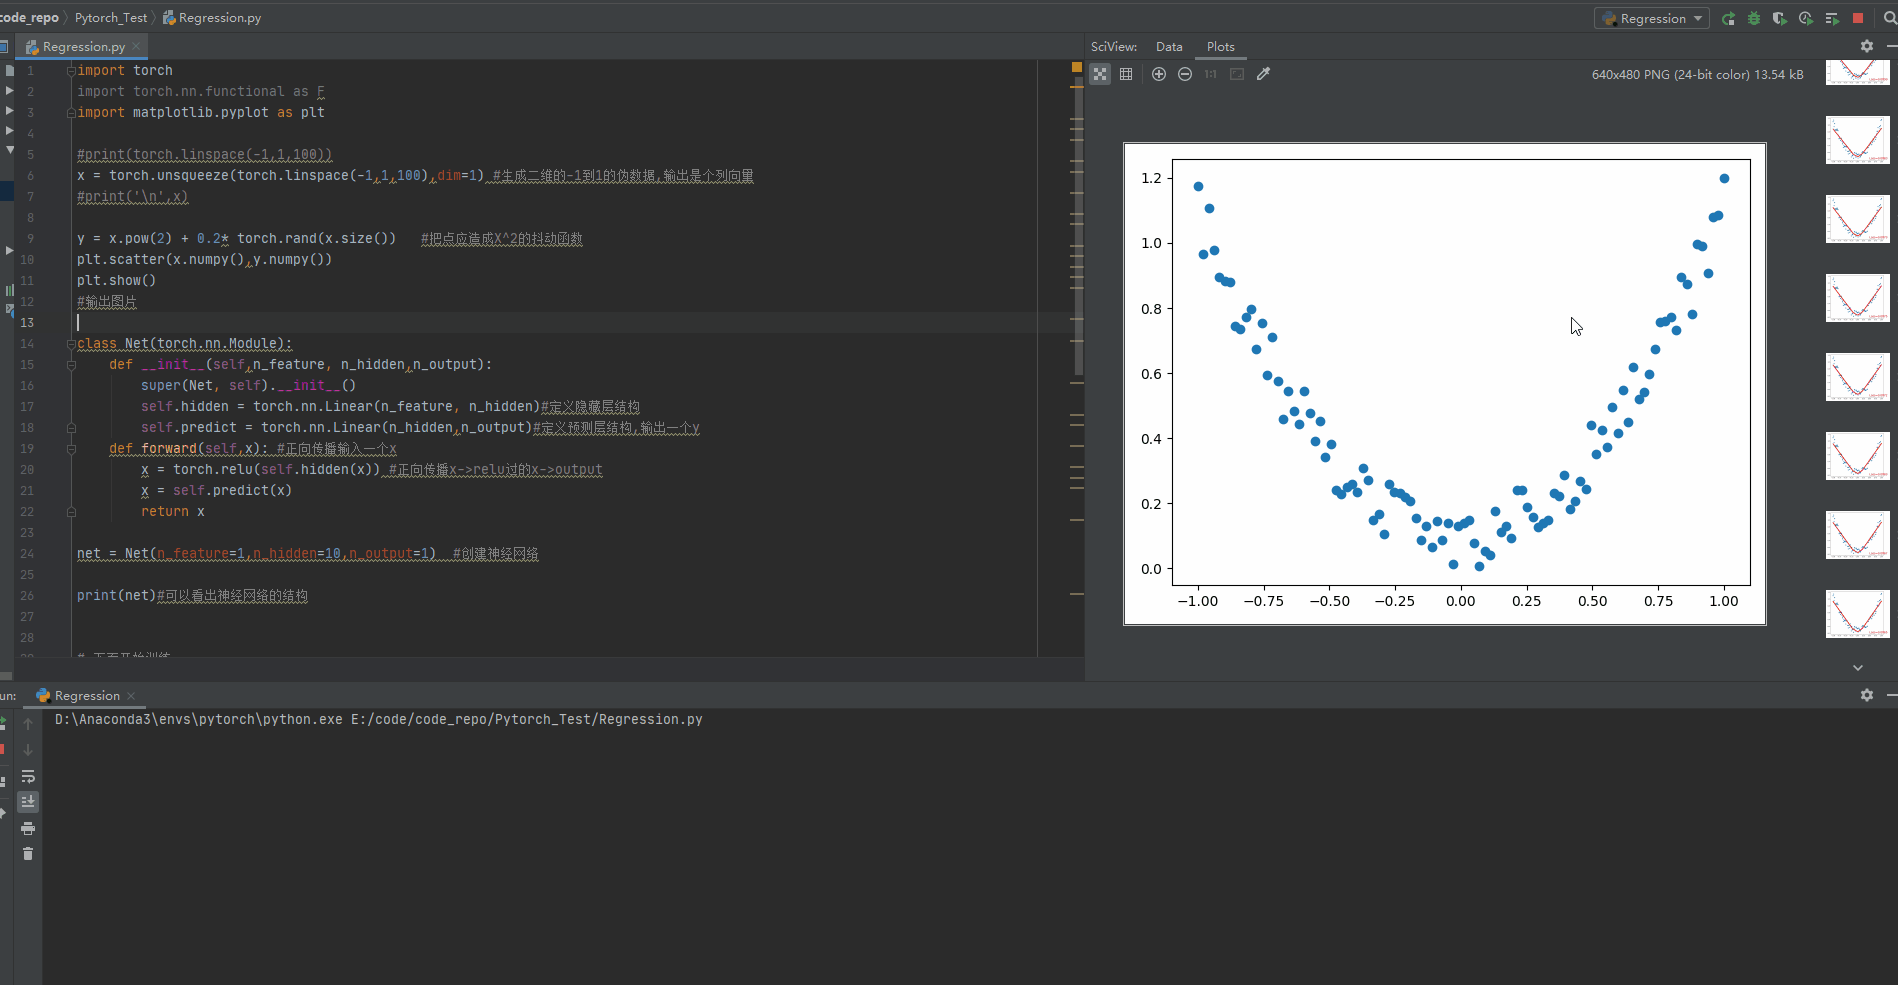 code_repo Pytorch_Test Regression.py
Regression
Regression.py
1 import torch
2 import torch.nn.functional as F
3 import matplotlib.pyplot as plt
4
5 #print(torch.linspace(-1,1,100))
6 x = torch.unsqueeze(torch.linspace(-1,1,100),dim=1) #生成二维的-1到1的伪数据,输出是个列向量
7 #print('\n',x)
8
9 y = x.pow(2) + 0.2* torch.rand(x.size()) #把点应造成X^2的抖动函数
10 plt.scatter(x.numpy(),y.numpy())
11 plt.show()
12 #输出图片
13
14 class Net(torch.nn.Module):
15 def __init__(self,n_feature, n_hidden,n_output):
16 super(Net, self).__init__()
17 self.hidden = torch.nn.Linear(n_feature, n_hidden)#定义隐藏层结构
18 self.predict = torch.nn.Linear(n_hidden,n_output)#定义预测层结构,输出一个y
19 def forward(self,x): #正向传播输入一个x
20 x = torch.relu(self.hidden(x)) #正向传播x->relu过的x->output
21 x = self.predict(x)
22 return x
23
24 net = Net(n_feature=1,n_hidden=10,n_output=1) #创建神经网络
25
26 print(net)#可以看出神经网络的结构
27
28
SciView: Data Plots
1:1 640x480 PNG (24-bit color) 13.54 kB
1.2
1.0
0.8
0.6
0.4
0.2
0.0
−1.00 −0.75 −0.50 −0.25 0.00 0.25 0.50 0.75 1.00
un: Regression
D:\Anaconda3\envs\pytorch\python.exe E:/code/code_repo/Pytorch_Test/Regression.py